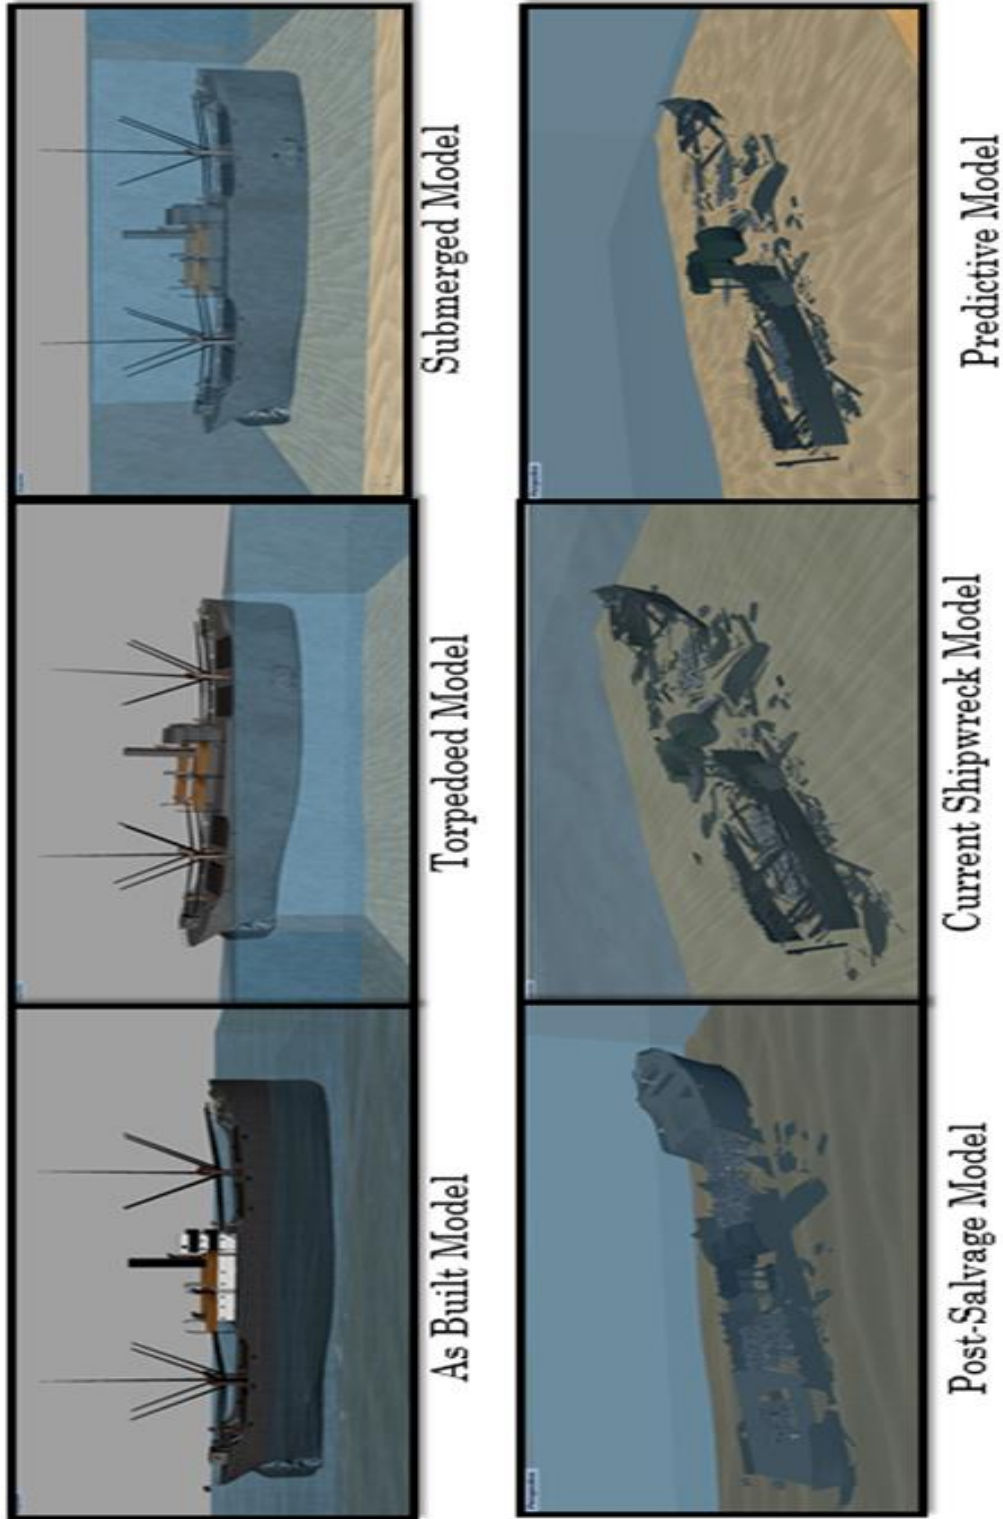 As Built Model
Torpedoed Model
Submerged Model
Post-Salvage Model
Current Shipwreck Model
Predictive Model